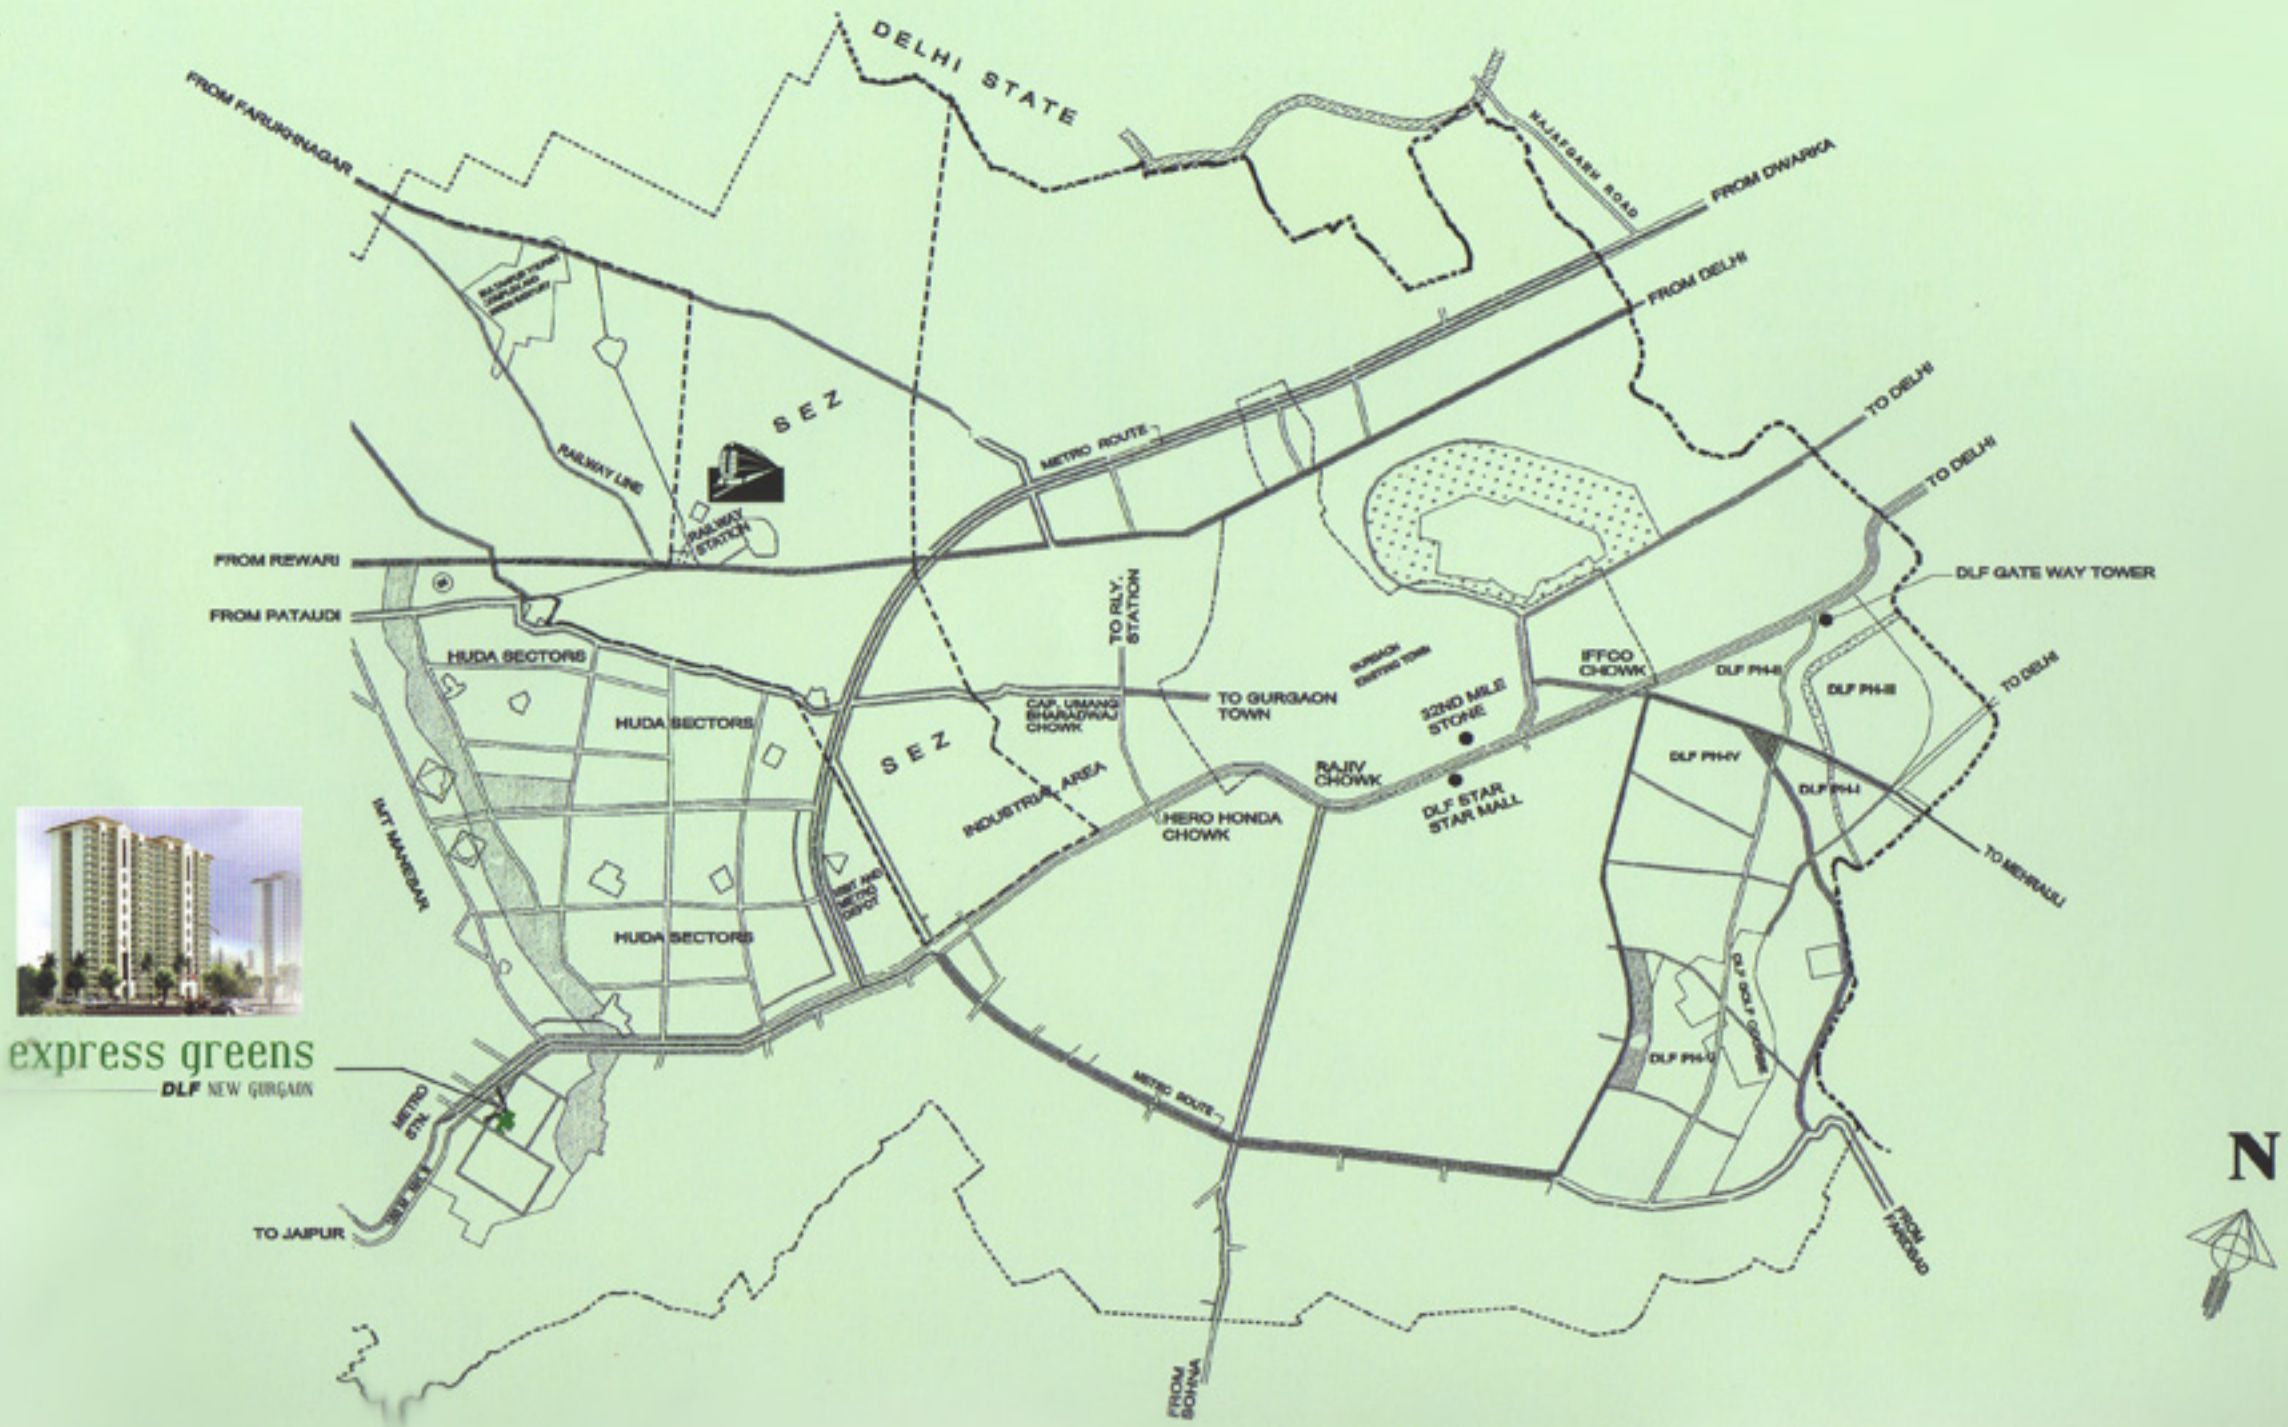 DELHI STATE
FROM FARUKHNAGAR
NAJAFGARH ROAD
FROM DWARKA
FROM DELHI
SEZ
METRO ROUTE
RAILWAY LINE
RAILWAY
STATION
TO DELHI
TO DELHI
FROM REWARI
FROM PATAUDI
TO RLY.
STATION
DLF GATE WAY TOWER
HUDA SECTORS
GURGAON
EXISTING TOWN
IFFCO
CHOWK
DLF PH-II
DLF PH-III
TO DELHI
HUDA SECTORS
CAP. UMANG
BHARADWAJ
CHOWK
TO GURGAON
TOWN
32ND MILE
STONE
SEZ
DLF PH-IV
DLF PH-I
INDUSTRIAL AREA
RAJIV
CHOWK
DLF STAR
STAR MALL
HERO HONDA
CHOWK
IMT MANESAR
TO MEHRAULI
METRO
DEPOT
HUDA SECTORS
DLF PH-V
express greens
DLF NEW GURGAON
METRO
STN.
METRO ROUTE
TO JAIPUR
FROM
SOHNA
N